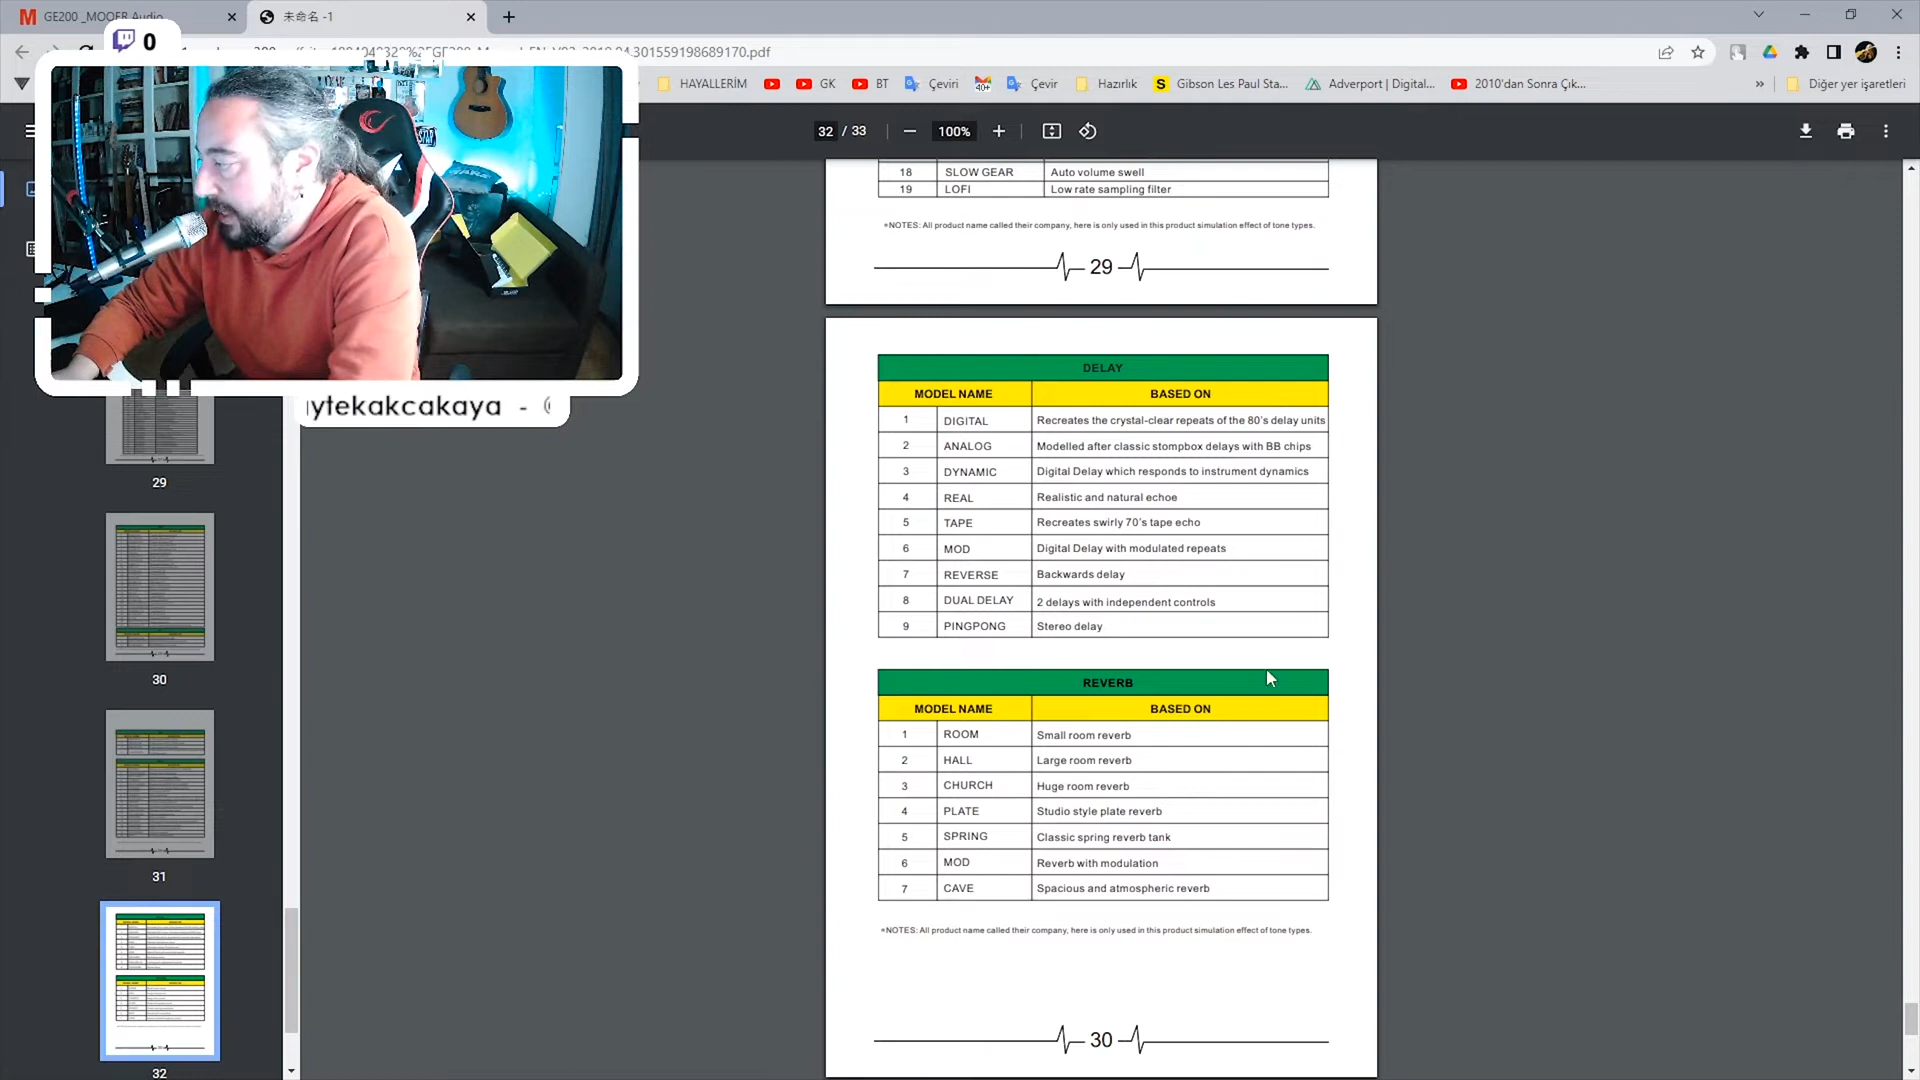 GE200 _MOOER Audio
未命名 -1
0
HAYALLERİM
GK
BT
Çeviri
40+
Çevir
Hazırlık
S
Gibson Les Paul Sta...
Adverport | Digital...
2010'dan Sonra Çık...
»
Diğer yer işaretleri
32 / 33
100%
18 SLOW GEAR Auto volume swell
19 LOFI Low rate sampling filter
*NOTES: All product name called their company, here is only used in this product simulation effect of tone types.
29
DELAY
MODEL NAME BASED ON
1 DIGITAL Recreates the crystal-clear repeats of the 80's delay units
2 ANALOG Modelled after classic stompbox delays with BB chips
3 DYNAMIC Digital Delay which responds to instrument dynamics
4 REAL Realistic and natural echoe
5 TAPE Recreates swirly 70's tape echo
6 MOD Digital Delay with modulated repeats
7 REVERSE Backwards delay
8 DUAL DELAY 2 delays with independent controls
9 PINGPONG Stereo delay
REVERB
MODEL NAME BASED ON
1 ROOM Small room reverb
2 HALL Large room reverb
3 CHURCH Huge room reverb
4 PLATE Studio style plate reverb
5 SPRING Classic spring reverb tank
6 MOD Reverb with modulation
7 CAVE Spacious and atmospheric reverb
*NOTES: All product name called their company, here is only used in this product simulation effect of tone types.
30
ytekakcakaya -
29
30
31
32